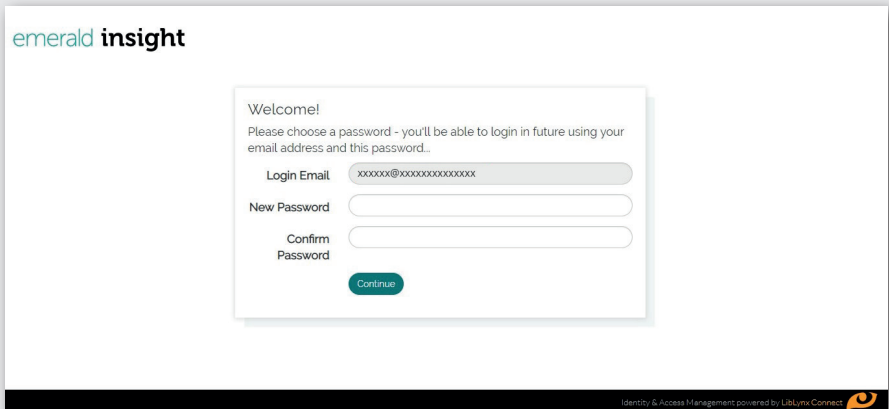 emerald insight
Welcome!
Please choose a password - you'll be able to login in future using your
email address and this password...
Login Email xxxxxx@xxxxxxxxxxxxxx
New Password
Confirm
Password
Continue
Identity & Access Management powered by LibLynx Connect